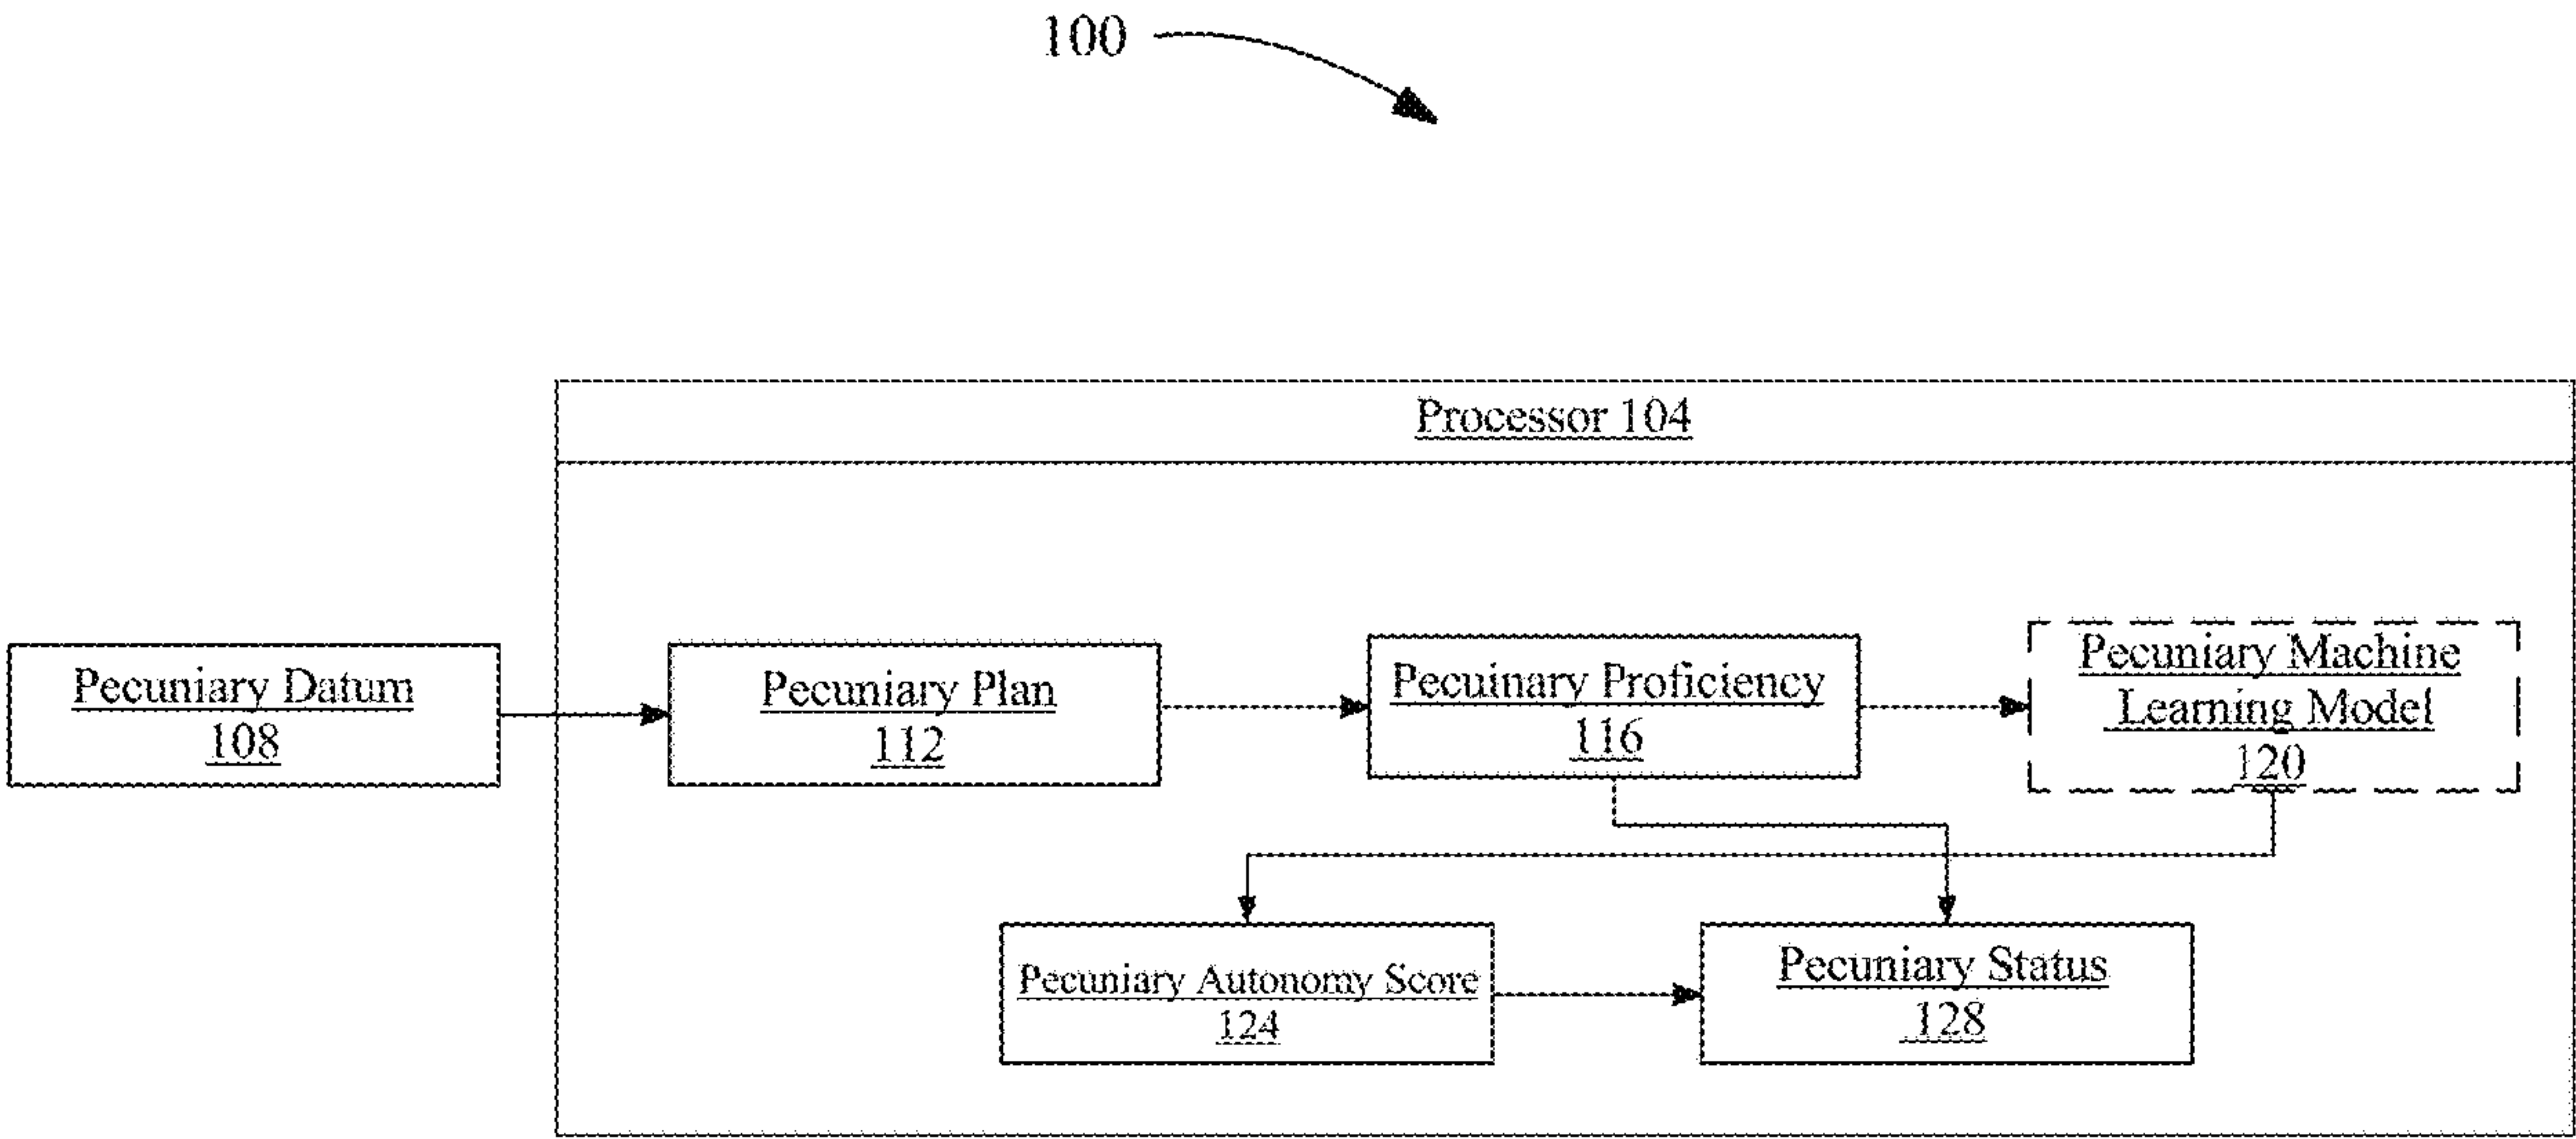 100
Processor 104
Pecuniary Datum
108
Pecuniary Plan
112
Pecuinary Proficiency
116
Pecuniary Machine
Learning Model
120
Pecuniary Autonomy Score
124
Pecuniary Status
128